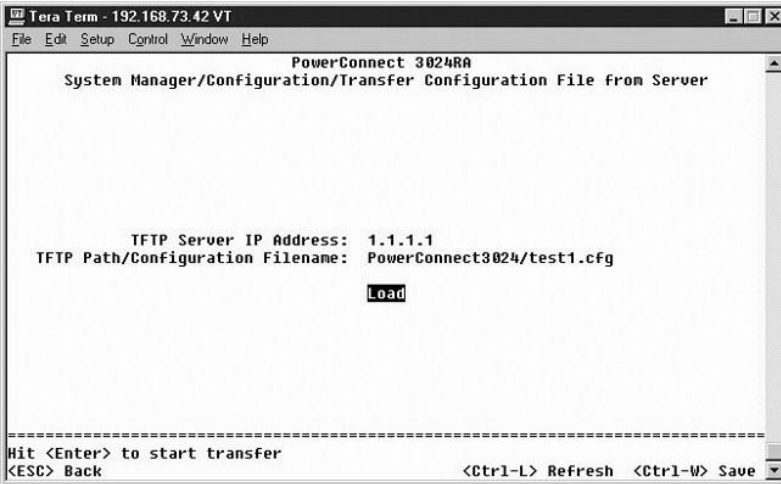 Tera Term - 192.168.73.42 VT
File Edit Setup Control Window Help
PowerConnect 3024RA
System Manager/Configuration/Transfer Configuration File from Server
TFTP Server IP Address: 1.1.1.1
TFTP Path/Configuration Filename: PowerConnect3024/test1.cfg
Load
================================================================================
Hit <Enter> to start transfer
<ESC> Back <Ctrl-L> Refresh <Ctrl-W> Save